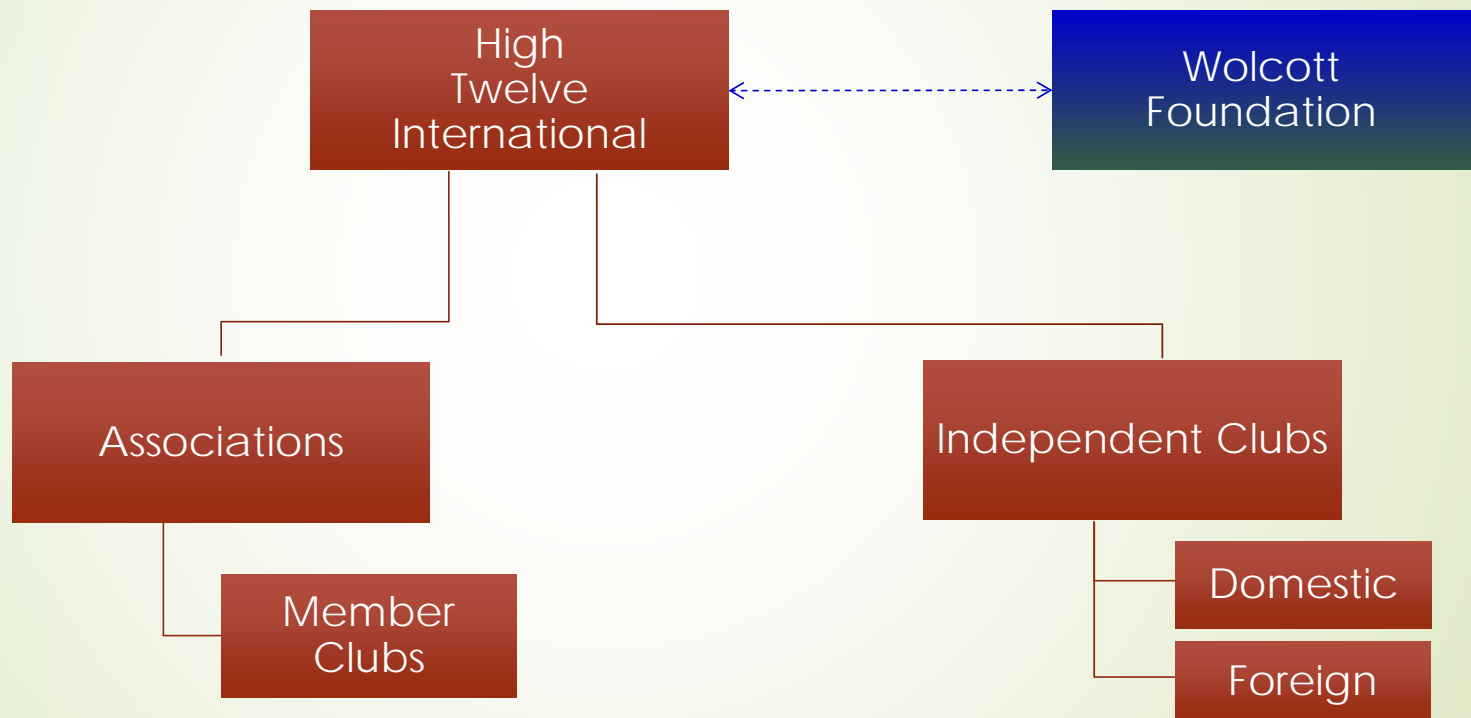 High
Twelve
International
Wolcott
Foundation
Associations
Independent Clubs
Member
Clubs
Domestic
Foreign